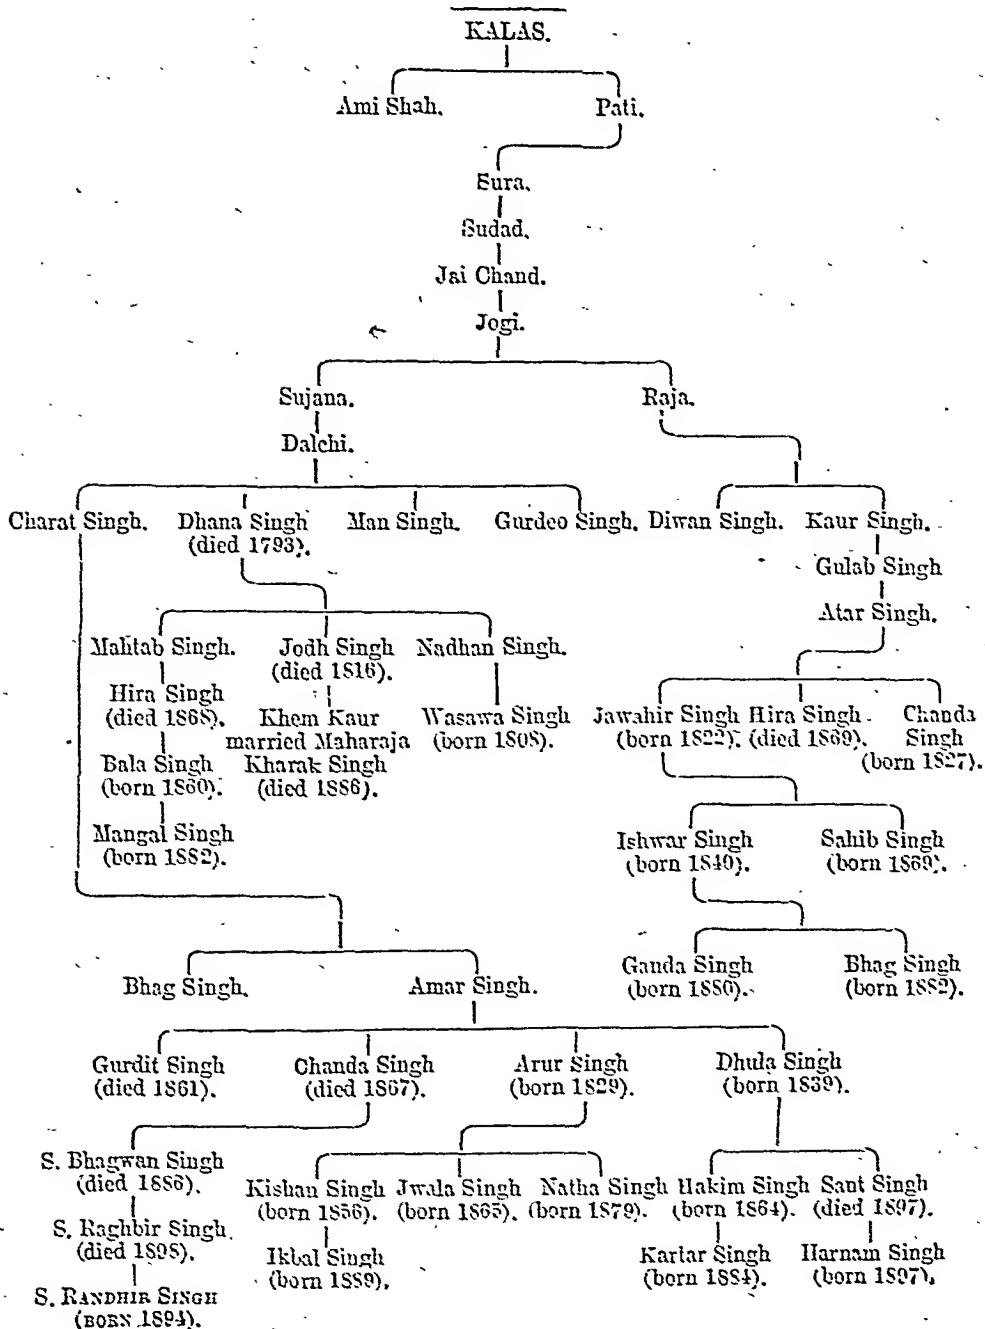 KALAS.
Ami Shah. Pati.
Sura.
Sudad.
Jai Chand.
Jogi.
Sujana. Raja.
Dalchi.
Charat Singh. Dhana Singh Man Singh. Gurdeo Singh. Diwan Singh. Kaur Singh.
(died 1793).
Gulab Singh
Atar Singh.
Mahtab Singh. Jodh Singh Nadhan Singh.
(died 1816).
Hira Singh
(died 1868).
Khem Kaur Wasawa Singh Jawahir Singh Hira Singh. Chanda
married Maharaja (born 1808). (born 1822). (died 1869). Singh
Bala Singh Kharak Singh (born 1827).
(born 1860). (died 1886).
Mangal Singh
(born 1882).
Ishwar Singh Sahib Singh
(born 1849). (born 1869).
Ganda Singh Bhag Singh
(born 1880). (born 1882).
Bhag Singh. Amar Singh.
Gurdit Singh Chanda Singh Arur Singh Dhula Singh
(died 1861). (died 1867). (born 1829). (born 1839).
S. Bhagwan Singh
(died 1886).
Kishan Singh Jwala Singh Natha Singh Hakim Singh Sant Singh
(born 1856). (born 1865). (born 1879). (born 1864). (died 1897).
S. Raghbir Singh.
(died 1898).
Ikbal Singh Kartar Singh Harnam Singh
(born 1889). (born 1884). (born 1897).
S. RANDHIR SINGH
(BORN 1894).